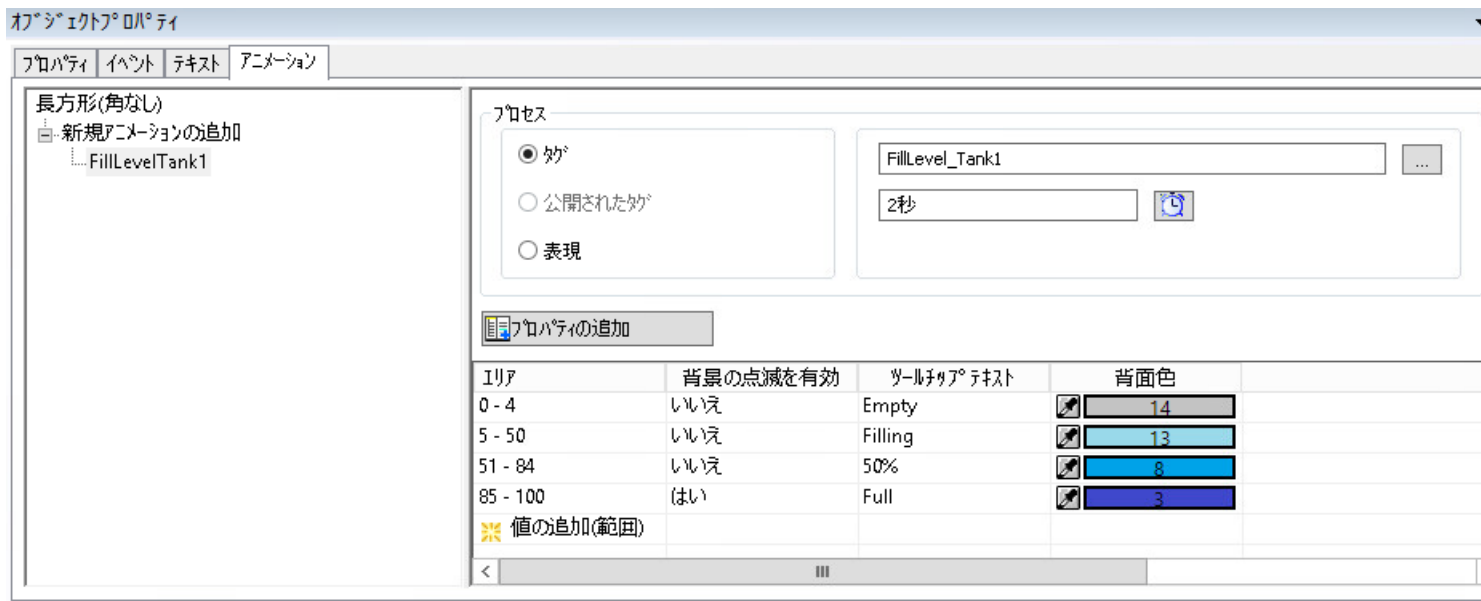 オブジェクトプロパティ
プロパティ イベント テキスト アニメーション
長方形(角なし)
新規アニメーションの追加
FillLevelTank1
プロセス
タグ
FillLevel_Tank1
...
公開されたタグ
2秒
表現
プロパティの追加
エリア 背景の点滅を有効 ツールチップ テキスト 背面色
0 - 4 いいえ Empty 14
5 - 50 いいえ Filling 13
51 - 84 いいえ 50% 8
85 - 100 はい Full 3
値の追加(範囲)